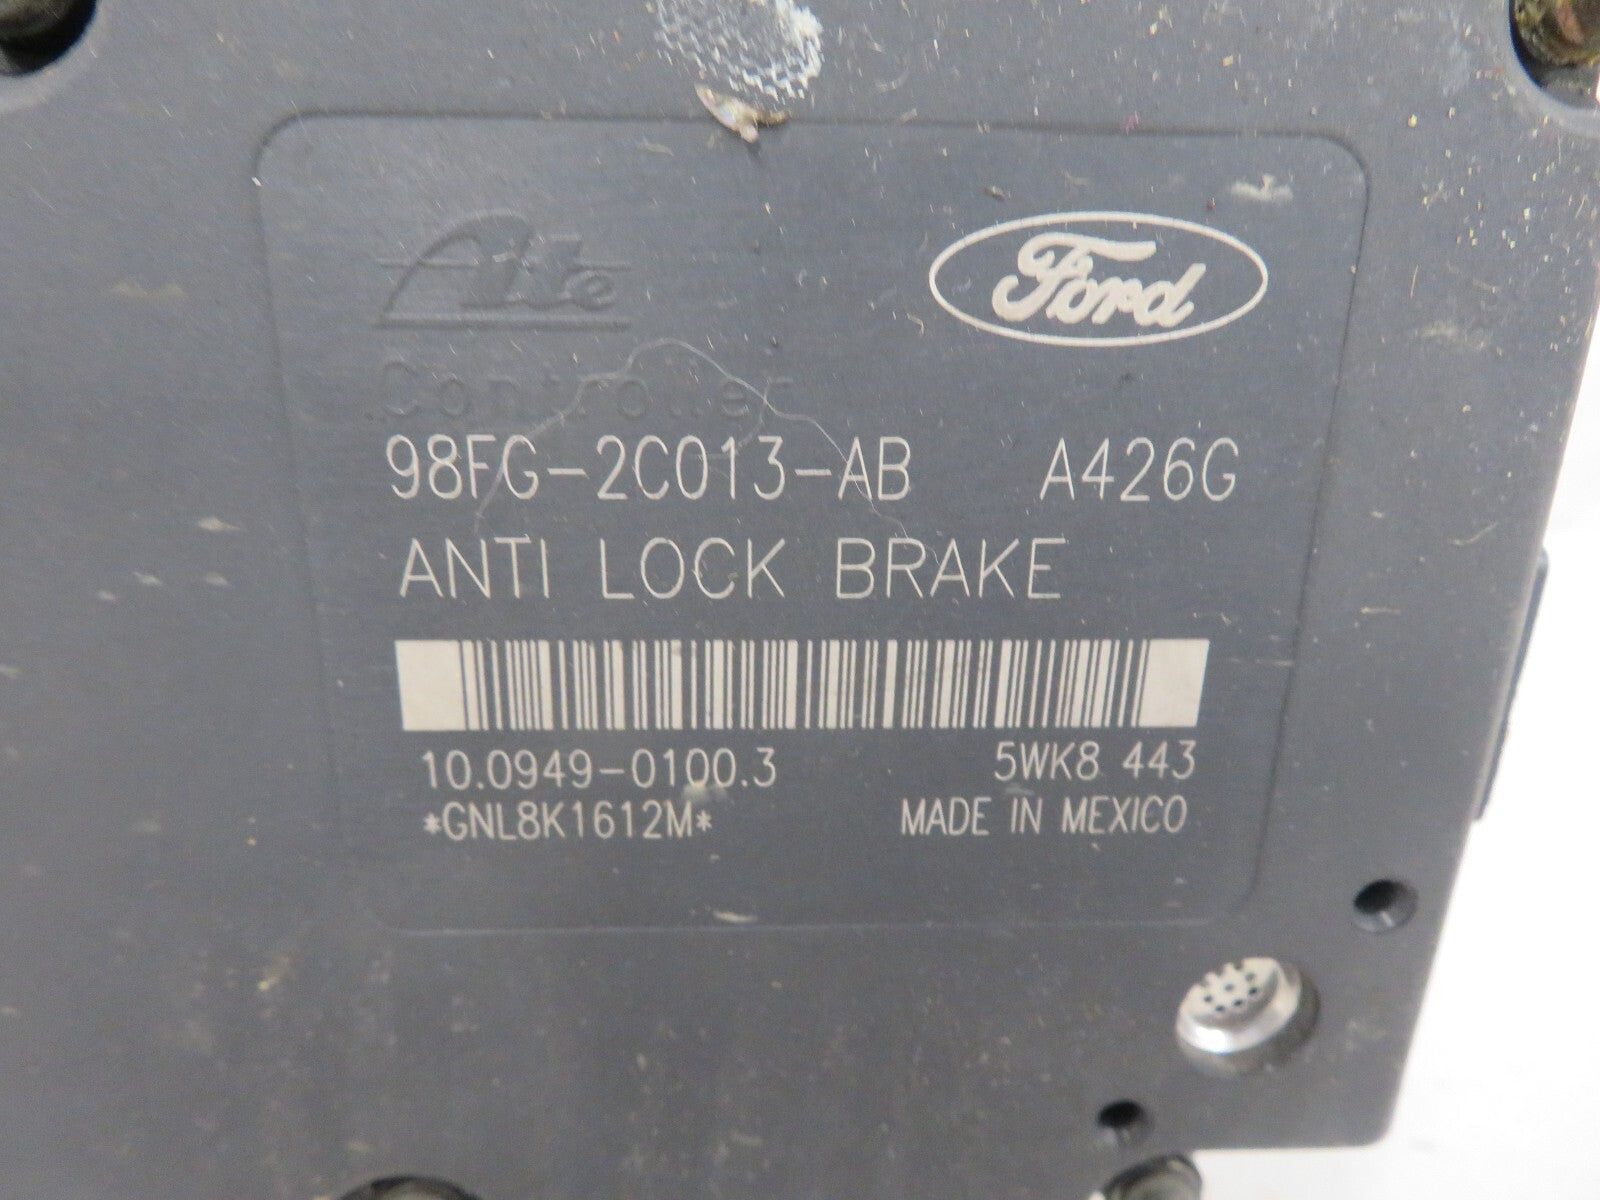 Ate
Ford
Controller
98FG-2C013-AB A426G
ANTI LOCK BRAKE
10.0949-0100.3 5WK8 443
*GNL8K1612M* MADE IN MEXICO